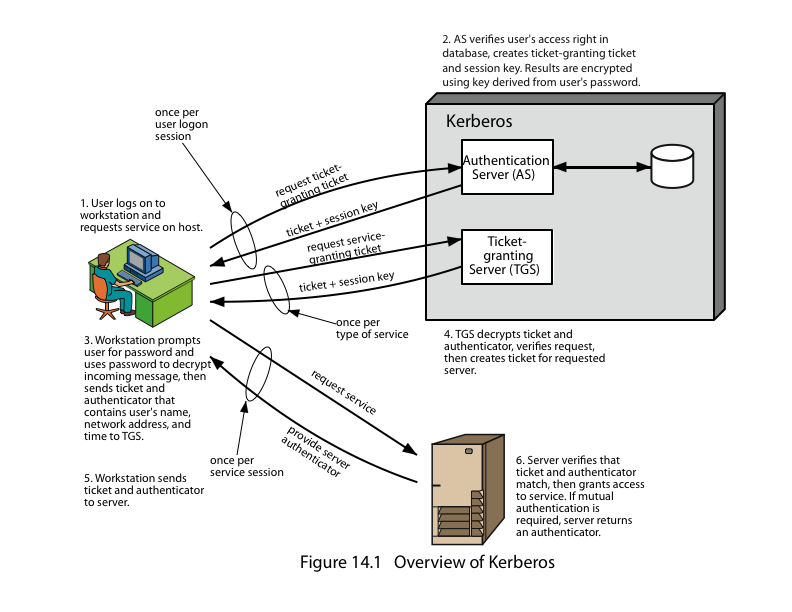 2. AS verifies user's access right in
database, creates ticket-granting ticket
and session key. Results are encrypted
using key derived from user's password.
once per
user logon
session
Kerberos
Authentication
Server (AS)
request ticket-
granting ticket
ticket + session key
1. User logs on to
workstation and
requests service on host.
request service-
granting ticket
ticket + session key
Ticket-
granting
Server (TGS)
once per
type of service
3. Workstation prompts
user for password and
uses password to decrypt
incoming message, then
sends ticket and
authenticator that
contains user's name,
network address, and
time to TGS.
4. TGS decrypts ticket and
authenticator, verifies request,
then creates ticket for requested
server.
request service
provide server
authenticator
once per
service session
5. Workstation sends
ticket and authenticator
to server.
6. Server verifies that
ticket and authenticator
match, then grants access
to service. If mutual
authentication is
required, server returns
an authenticator.
Figure 14.1 Overview of Kerberos